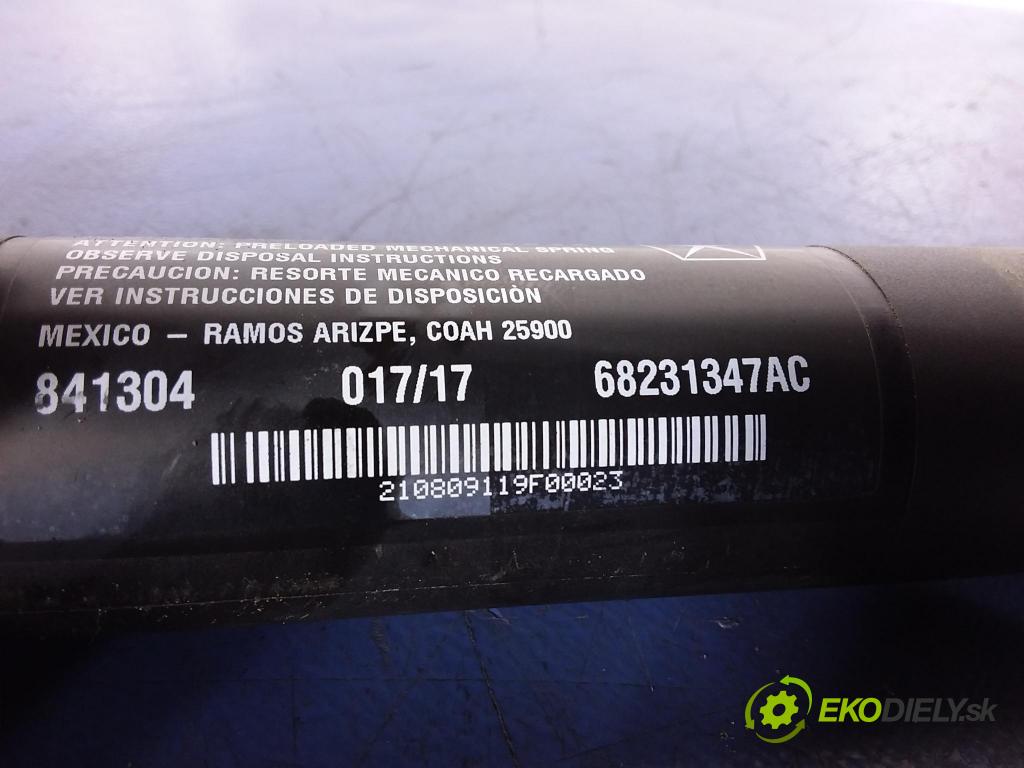 ATTENTION: PRELOADED MECHANICAL SPRING
OBSERVE DISPOSAL INSTRUCTIONS
PRECAUCION: RESORTE MECANICO RECARGADO
VER INSTRUCCIONES DE DISPOSICIÒN
MEXICO – RAMOS ARIZPE, COAH 25900
841304 017/17 68231347AC
210809119F00023
EKODIELY.sk